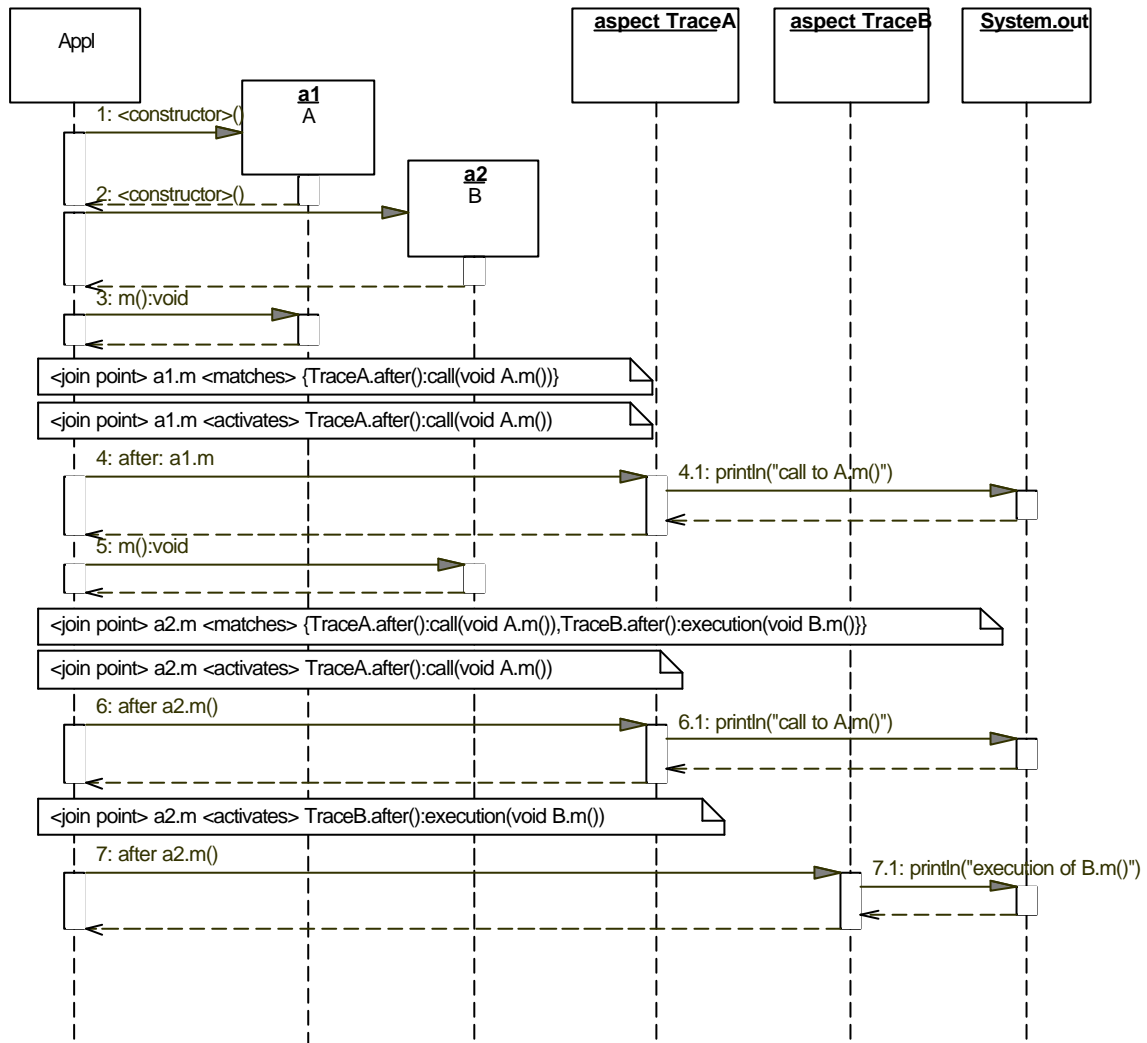 Appl
aspect TraceA
aspect TraceB
System.out
a1
A
1: <constructor>()
a2
B
2: <constructor>()
3: m():void
<join point> a1.m <matches> {TraceA.after():call(void A.m())}
<join point> a1.m <activates> TraceA.after():call(void A.m())
4: after: a1.m
4.1: println("call to A.m()")
5: m():void
<join point> a2.m <matches> {TraceA.after():call(void A.m()),TraceB.after():execution(void B.m()}}
<join point> a2.m <activates> TraceA.after():call(void A.m())
6: after a2.m()
6.1: println("call to A.m()")
<join point> a2.m <activates> TraceB.after():execution(void B.m())
7: after a2.m()
7.1: println("execution of B.m()")